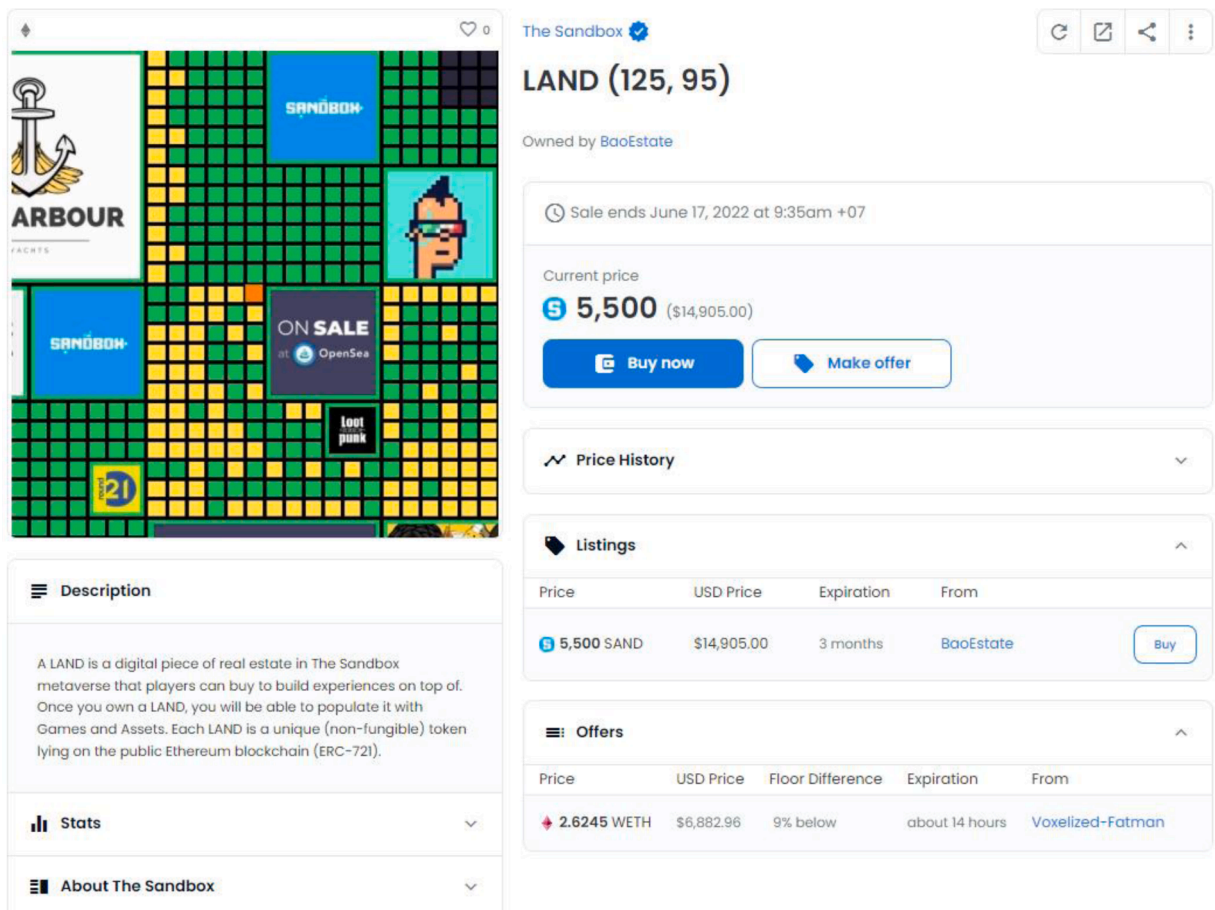 0
ARBOUR
YACHTS
SANDBOX
SANDBOX
ON SALE
at OpenSea
Loot
punk
round
21
Description
A LAND is a digital piece of real estate in The Sandbox
metaverse that players can buy to build experiences on top of.
Once you own a LAND, you will be able to populate it with
Games and Assets. Each LAND is a unique (non-fungible) token
lying on the public Ethereum blockchain (ERC-721).
Stats
About The Sandbox
The Sandbox
LAND (125, 95)
Owned by BaoEstate
Sale ends June 17, 2022 at 9:35am +07
Current price
5,500 ($14,905.00)
Buy now
Make offer
Price History
Listings
Price USD Price Expiration From
5,500 SAND $14,905.00 3 months BaoEstate Buy
Offers
Price USD Price Floor Difference Expiration From
2.6245 WETH $6,882.96 9% below about 14 hours Voxelized-Fatman